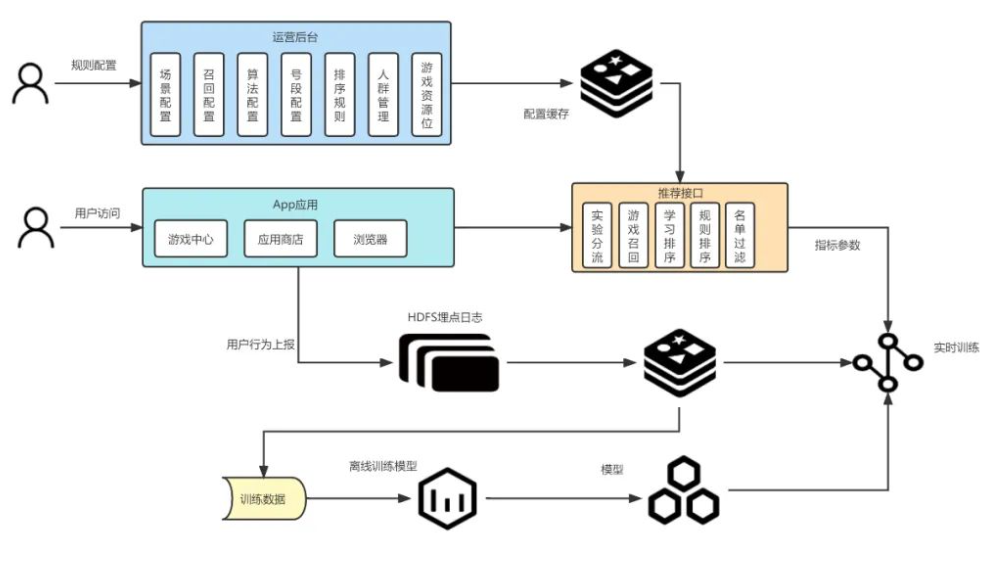 运营后台
规则配置
场景配置
召回配置
算法配置
号段配置
排序规则
人群管理
游戏资源位
配置缓存
推荐接口
App应用
用户访问
游戏中心
应用商店
浏览器
实验分流
游戏召回
学习排序
规则排序
名单过滤
指标参数
HDFS埋点日志
用户行为上报
实时训练
离线训练模型
模型
训练数据